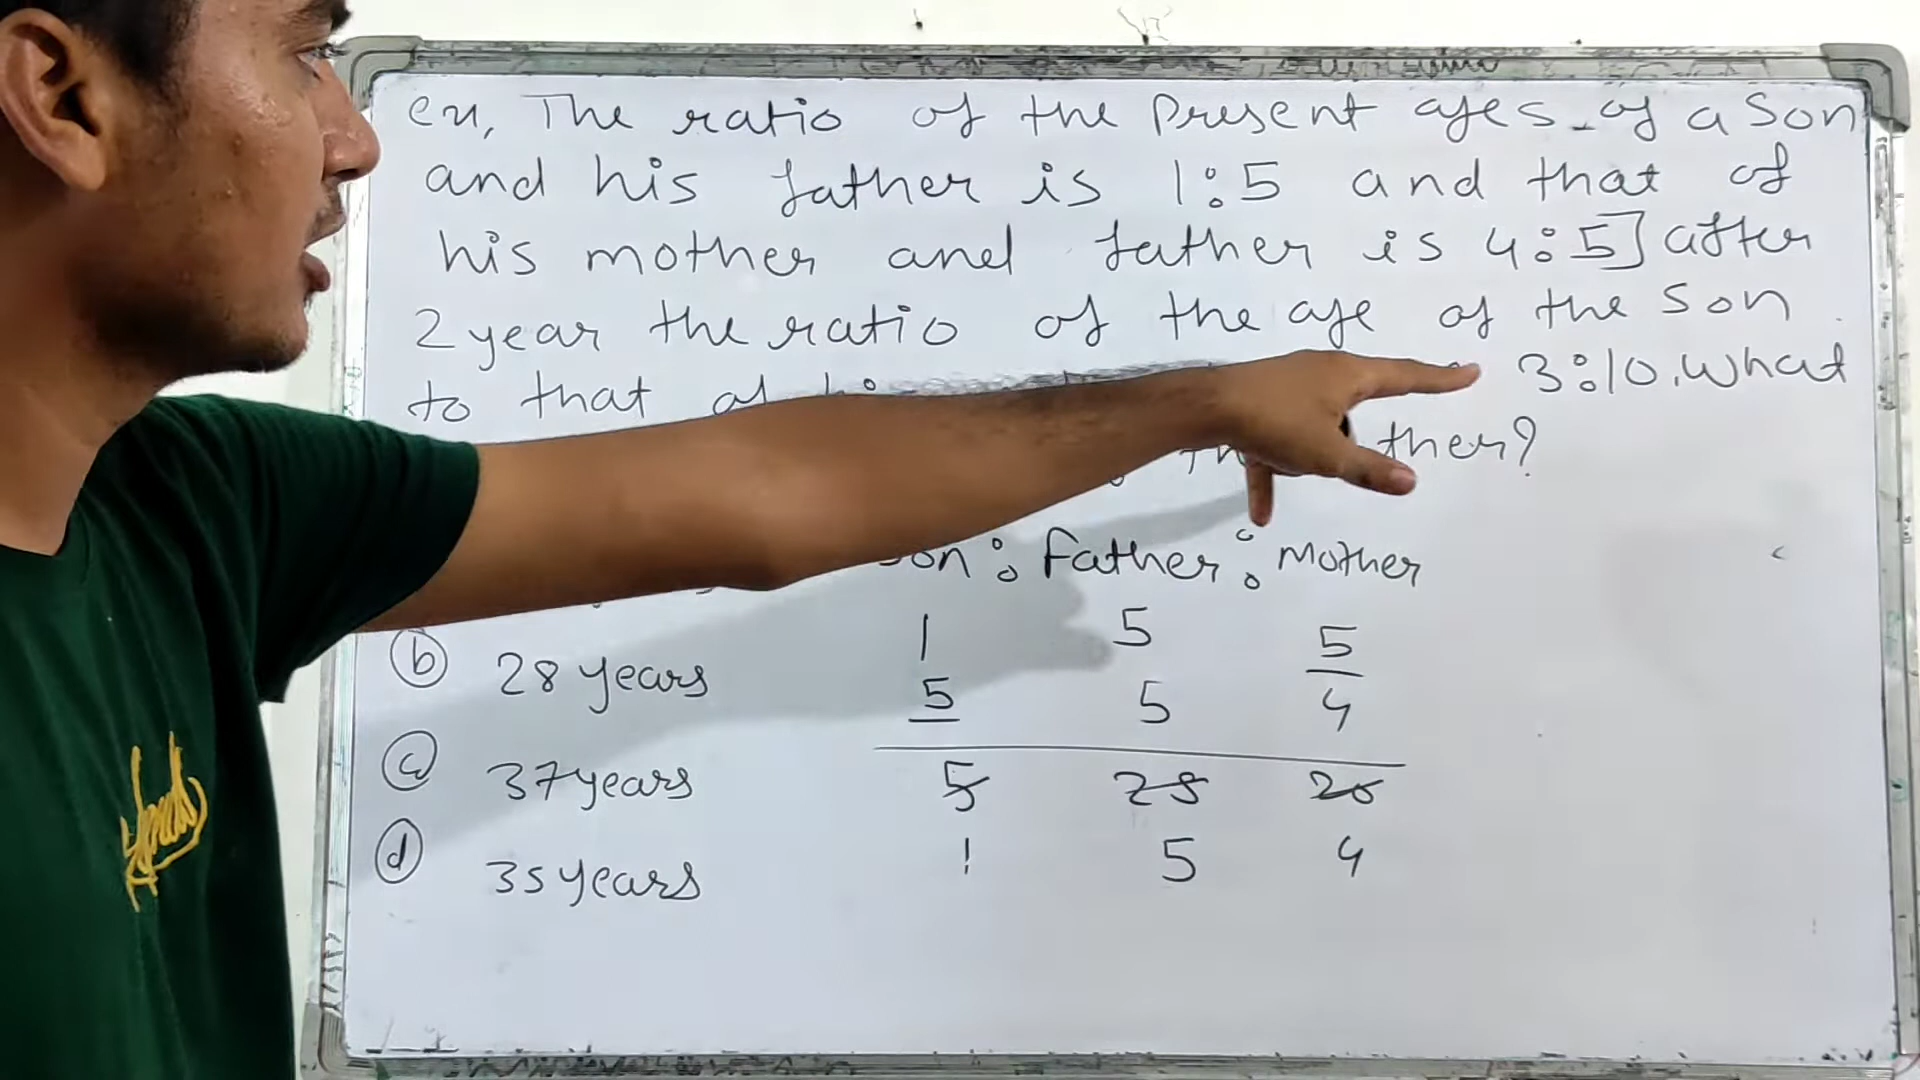 ex, The ratio of the Present ages of a Son
and his father is 1:5 and that of
his mother and father is 4:5] after
2 year the ratio of the age of the Son
to that of 3:10, what
ther?
on : Father : Mother
1 5 5
5 5 4
(b) 28 years
(c) 37 years
5 25 20
(d) 35 years
1 5 4